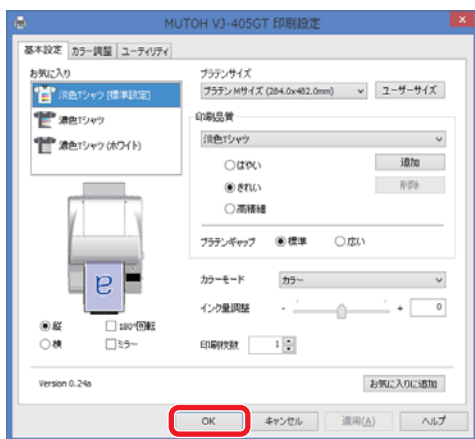 MUTOH VJ-405GT 印刷設定
基本設定 カラー調整 ユーティリティ
お気に入り
淡色Tシャツ [標準設定]
濃色Tシャツ
濃色Tシャツ (ホワイト)
a
縦
横
180°回転
ミラー
Version 0.24a
プラテンサイズ
プラテン Mサイズ (284.0x482.0mm) ユーザーサイズ
印刷品質
淡色Tシャツ
はやい
きれい
高精細
追加
削除
プラテンギャップ 標準 広い
カラーモード カラー
インク量調整 - + 0
印刷枚数 1
お気に入りに追加
OK キャンセル 適用(A) ヘルプ